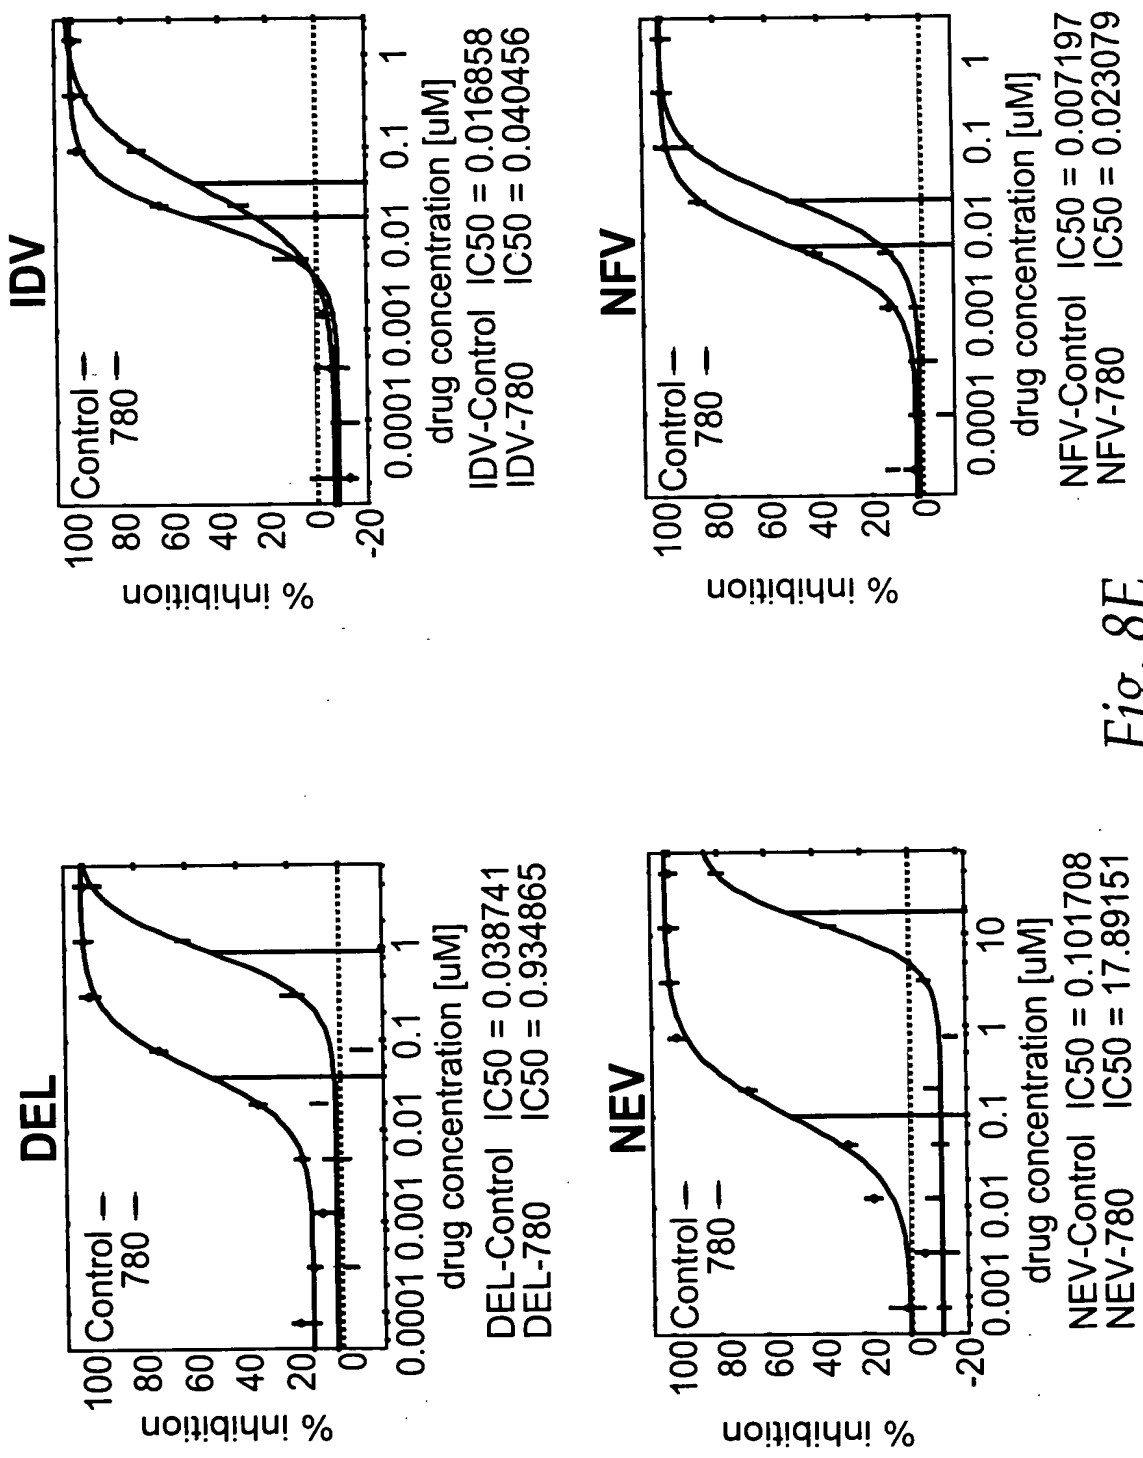 DEL
Control
780
100
80
60
40
20
0
% inhibition
0.0001 0.001 0.01 0.1 1
drug concentration [uM]
DEL-Control IC50 = 0.038741
DEL-780 IC50 = 0.934865
IDV
Control
780
100
80
60
40
20
0
-20
% inhibition
0.0001 0.001 0.01 0.1 1
drug concentration [uM]
IDV-Control IC50 = 0.016858
IDV-780 IC50 = 0.040456
NEV
Control
780
100
80
60
40
20
0
-20
% inhibition
0.001 0.01 0.1 1 10
drug concentration [uM]
NEV-Control IC50 = 0.101708
NEV-780 IC50 = 17.89151
NFV
Control
780
100
80
60
40
20
0
% inhibition
0.0001 0.001 0.01 0.1 1
drug concentration [uM]
NFV-Control IC50 = 0.007197
NFV-780 IC50 = 0.023079
Fig.